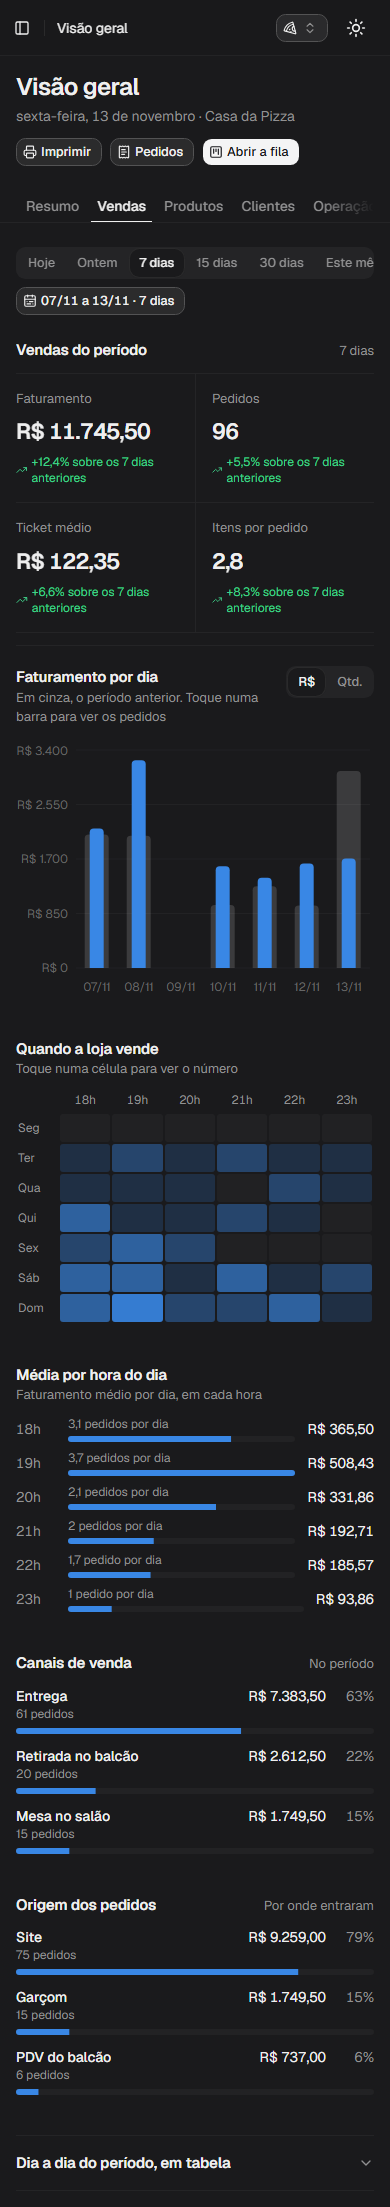 Visão geral
Visão geral
sexta-feira, 13 de novembro · Casa da Pizza
Imprimir
Pedidos
Abrir a fila
Resumo
Vendas
Produtos
Clientes
Operaçã
Hoje
Ontem
7 dias
15 dias
30 dias
Este mê
07/11 a 13/11 · 7 dias
Vendas do período
7 dias
Faturamento
R$ 11.745,50
+12,4% sobre os 7 dias
anteriores
Pedidos
96
+5,5% sobre os 7 dias
anteriores
Ticket médio
R$ 122,35
+6,6% sobre os 7 dias
anteriores
Itens por pedido
2,8
+8,3% sobre os 7 dias
anteriores
Faturamento por dia
Em cinza, o período anterior. Toque numa
barra para ver os pedidos
R$
Qtd.
R$ 3.400
R$ 2.550
R$ 1.700
R$ 850
R$ 0
07/11
08/11
09/11
10/11
11/11
12/11
13/11
Quando a loja vende
Toque numa célula para ver o número
18h
19h
20h
21h
22h
23h
Seg
Ter
Qua
Qui
Sex
Sáb
Dom
Média por hora do dia
Faturamento médio por dia, em cada hora
18h
3,1 pedidos por dia
R$ 365,50
19h
3,7 pedidos por dia
R$ 508,43
20h
2,1 pedidos por dia
R$ 331,86
21h
2 pedidos por dia
R$ 192,71
22h
1,7 pedido por dia
R$ 185,57
23h
1 pedido por dia
R$ 93,86
Canais de venda
No período
Entrega
R$ 7.383,50
63%
61 pedidos
Retirada no balcão
R$ 2.612,50
22%
20 pedidos
Mesa no salão
R$ 1.749,50
15%
15 pedidos
Origem dos pedidos
Por onde entraram
Site
R$ 9.259,00
79%
75 pedidos
Garçom
R$ 1.749,50
15%
15 pedidos
PDV do balcão
R$ 737,00
6%
6 pedidos
Dia a dia do período, em tabela